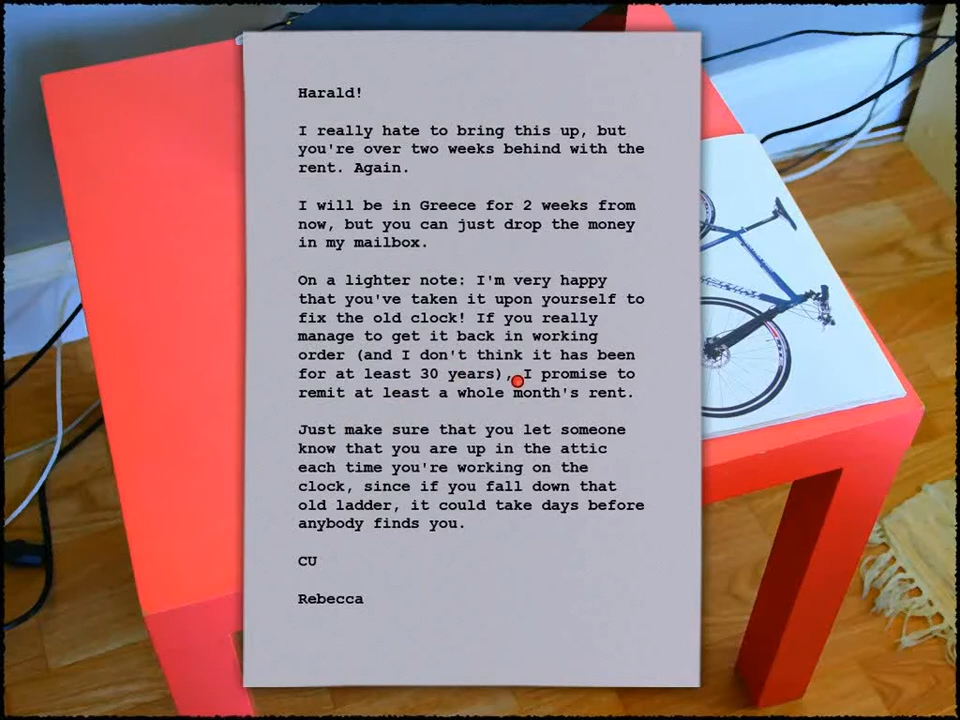 Harald!
I really hate to bring this up, but
you're over two weeks behind with the
rent. Again.
I will be in Greece for 2 weeks from
now, but you can just drop the money
in my mailbox.
On a lighter note: I'm very happy
that you've taken it upon yourself to
fix the old clock! If you really
manage to get it back in working
order (and I don't think it has been
for at least 30 years), I promise to
remit at least a whole month's rent.
Just make sure that you let someone
know that you are up in the attic
each time you're working on the
clock, since if you fall down that
old ladder, it could take days before
anybody finds you.
CU
Rebecca